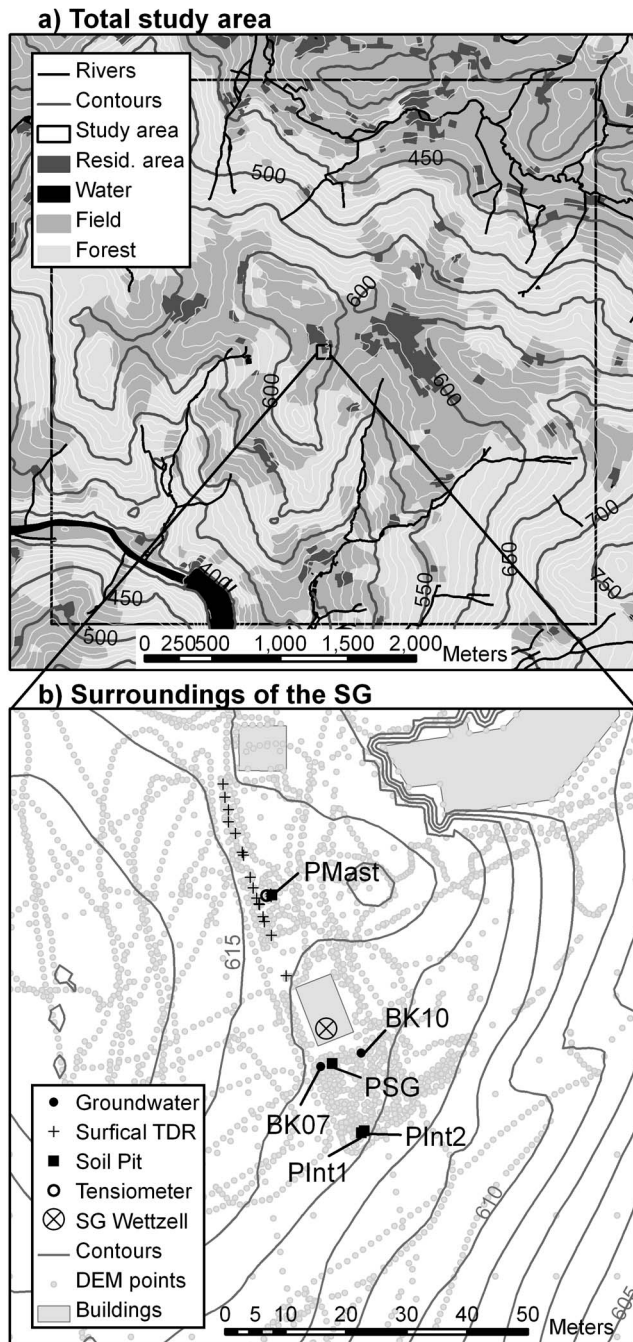 a) Total study area
Rivers
Contours
Study area
Resid. area
Water
Field
Forest
500
450
600
600
600
700
650
550
750
400
450
500
0 250500 1,000 1,500 2,000
Meters
b) Surroundings of the SG
PMast
615
BK10
PSG
BK07
PInt2
PInt1
610
605
Groundwater
Surfical TDR
Soil Pit
Tensiometer
SG Wettzell
Contours
DEM points
Buildings
0 5 10 20 30 40 50
Meters